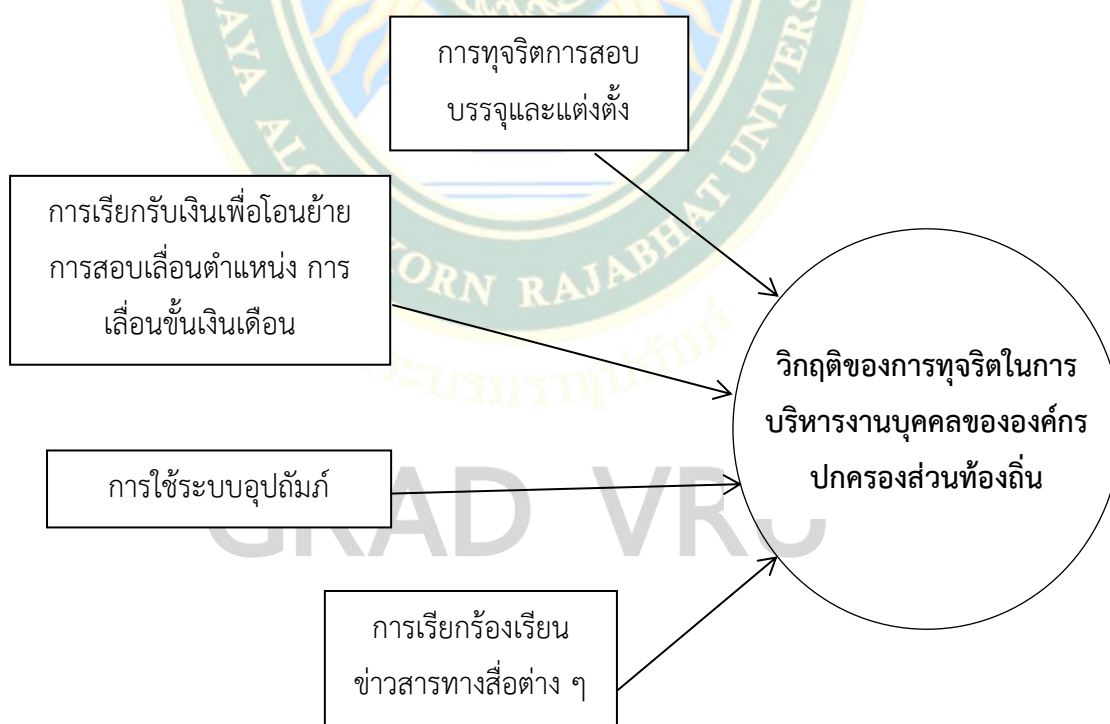 การทุจริตการสอบ
บรรจุและแต่งตั้ง
การเรียกรับเงินเพื่อโอนย้าย
การสอบเลื่อนตำแหน่ง การ
เลื่อนขั้นเงินเดือน
วิกฤติของการทุจริตในการ
บริหารงานบุคคลขององค์กร
ปกครองส่วนท้องถิ่น
การใช้ระบบอุปถัมภ์
การเรียกร้องเรียน
ข่าวสารทางสื่อต่าง ๆ
GRAD VRU
RAJABHAT